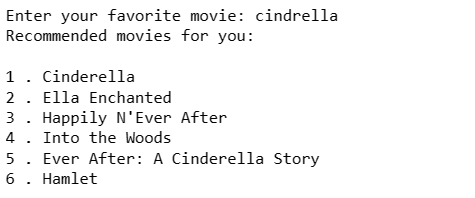 Enter your favorite movie: cindrella
Recommended movies for you:
1 . Cinderella
2 . Ella Enchanted
3 . Happily N'Ever After
4 . Into the Woods
5 . Ever After: A Cinderella Story
6 . Hamlet